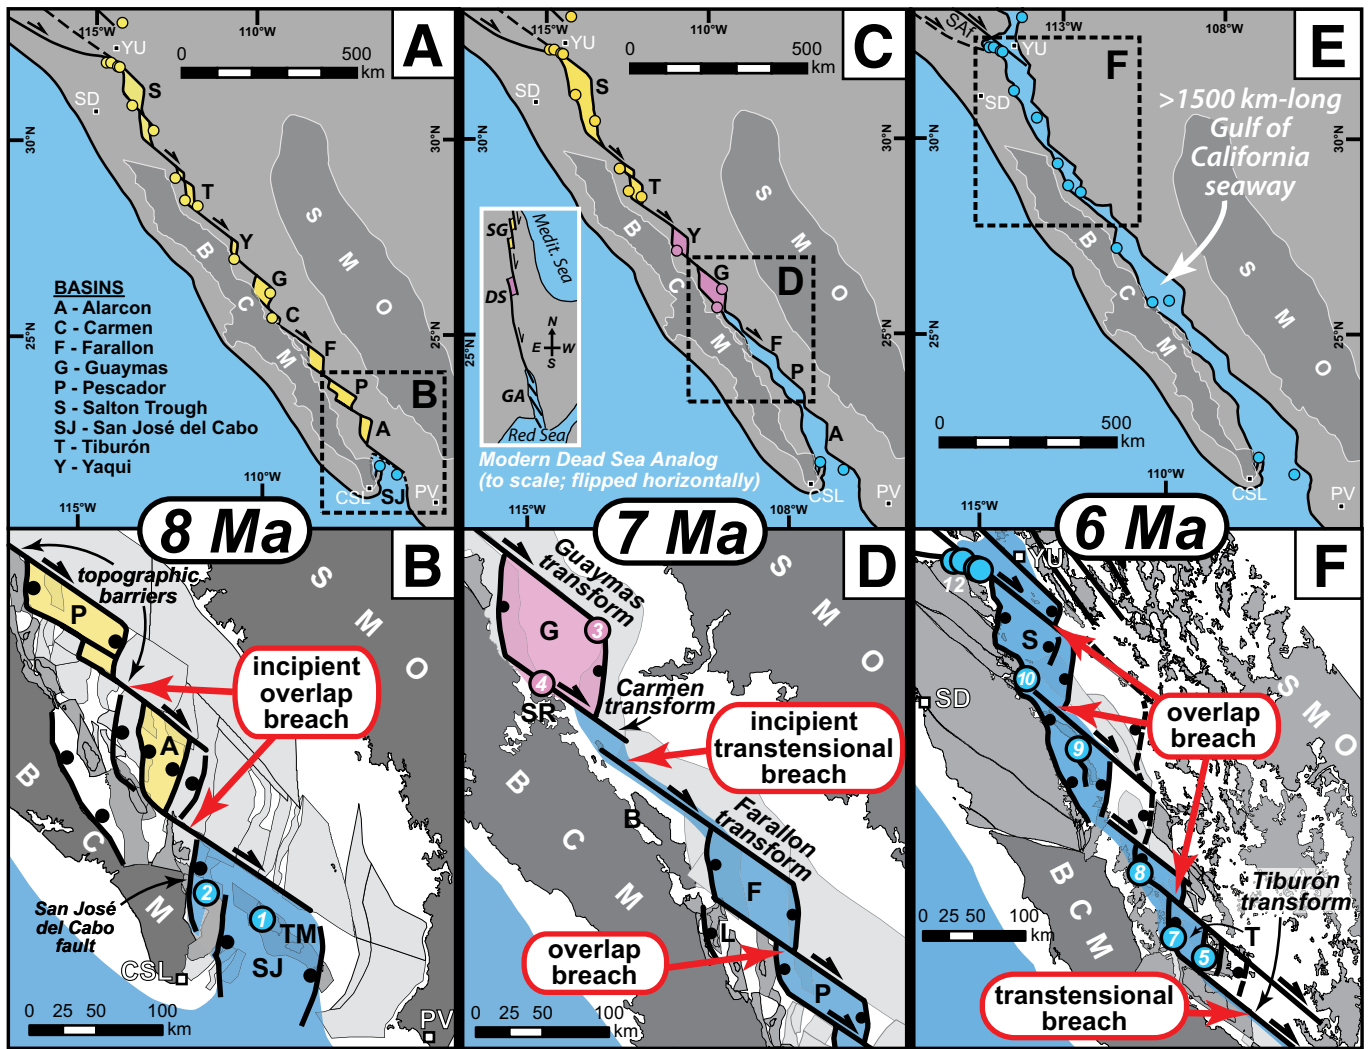 A
115°W
110°W
YU
0
500
km
SD
S
30°N
30°N
T
S
M
O
B
C
M
Y
G
C
F
P
A
25°N
BASINS
A - Alarcon
C - Carmen
F - Farallon
G - Guaymas
P - Pescador
S - Salton Trough
SJ - San José del Cabo
T - Tiburón
Y - Yaqui
B
CSL
SJ
PV
115°W
110°W
8 Ma
C
115°W
YU
0
500
km
SD
S
30°N
T
S
M
O
B
C
M
Y
G
D
F
P
A
25°N
SG
Medit. Sea
DS
N
E
W
S
GA
Red Sea
Modern Dead Sea Analog
(to scale; flipped horizontally)
CSL
PV
115°W
108°W
7 Ma
E
113°W
108°W
SAf
YU
F
SD
>1500 km-long
Gulf of
California
seaway
30°N
B
C
M
S
M
O
25°N
0
500
km
110°W
CSL
PV
115°W
6 Ma
B
topographic
barriers
P
S
M
O
incipient
overlap
breach
A
B
C
M
San José
del Cabo
fault
2
1
TM
SJ
CSL
0 25 50 100
km
PV
D
Guaymas
transform
S
M
O
G
3
4
SR
Carmen
transform
incipient
transtensional
breach
B
B
C
M
Farallon
transform
F
L
overlap
breach
P
0 25 50 100
km
F
12
YU
S
10
SD
S
M
O
overlap
breach
9
8
B
C
M
Tiburón
transform
0 25 50 100
km
7
T
5
transtensional
breach